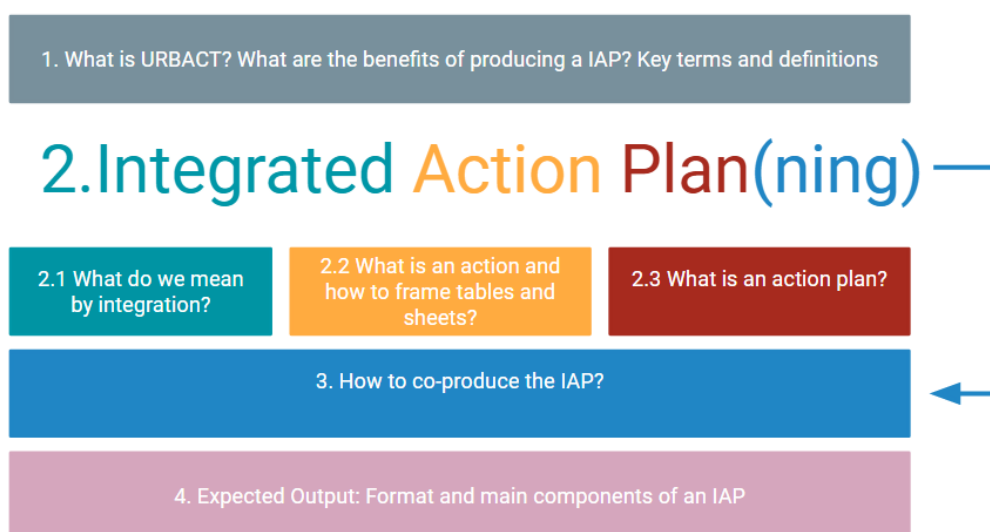 1. What is URBACT? What are the benefits of producing a IAP? Key terms and definitions
2.Integrated Action Plan(ning)
2.1 What do we mean
by integration?
2.2 What is an action and
how to frame tables and
sheets?
2.3 What is an action plan?
3. How to co-produce the IAP?
4. Expected Output: Format and main components of an IAP